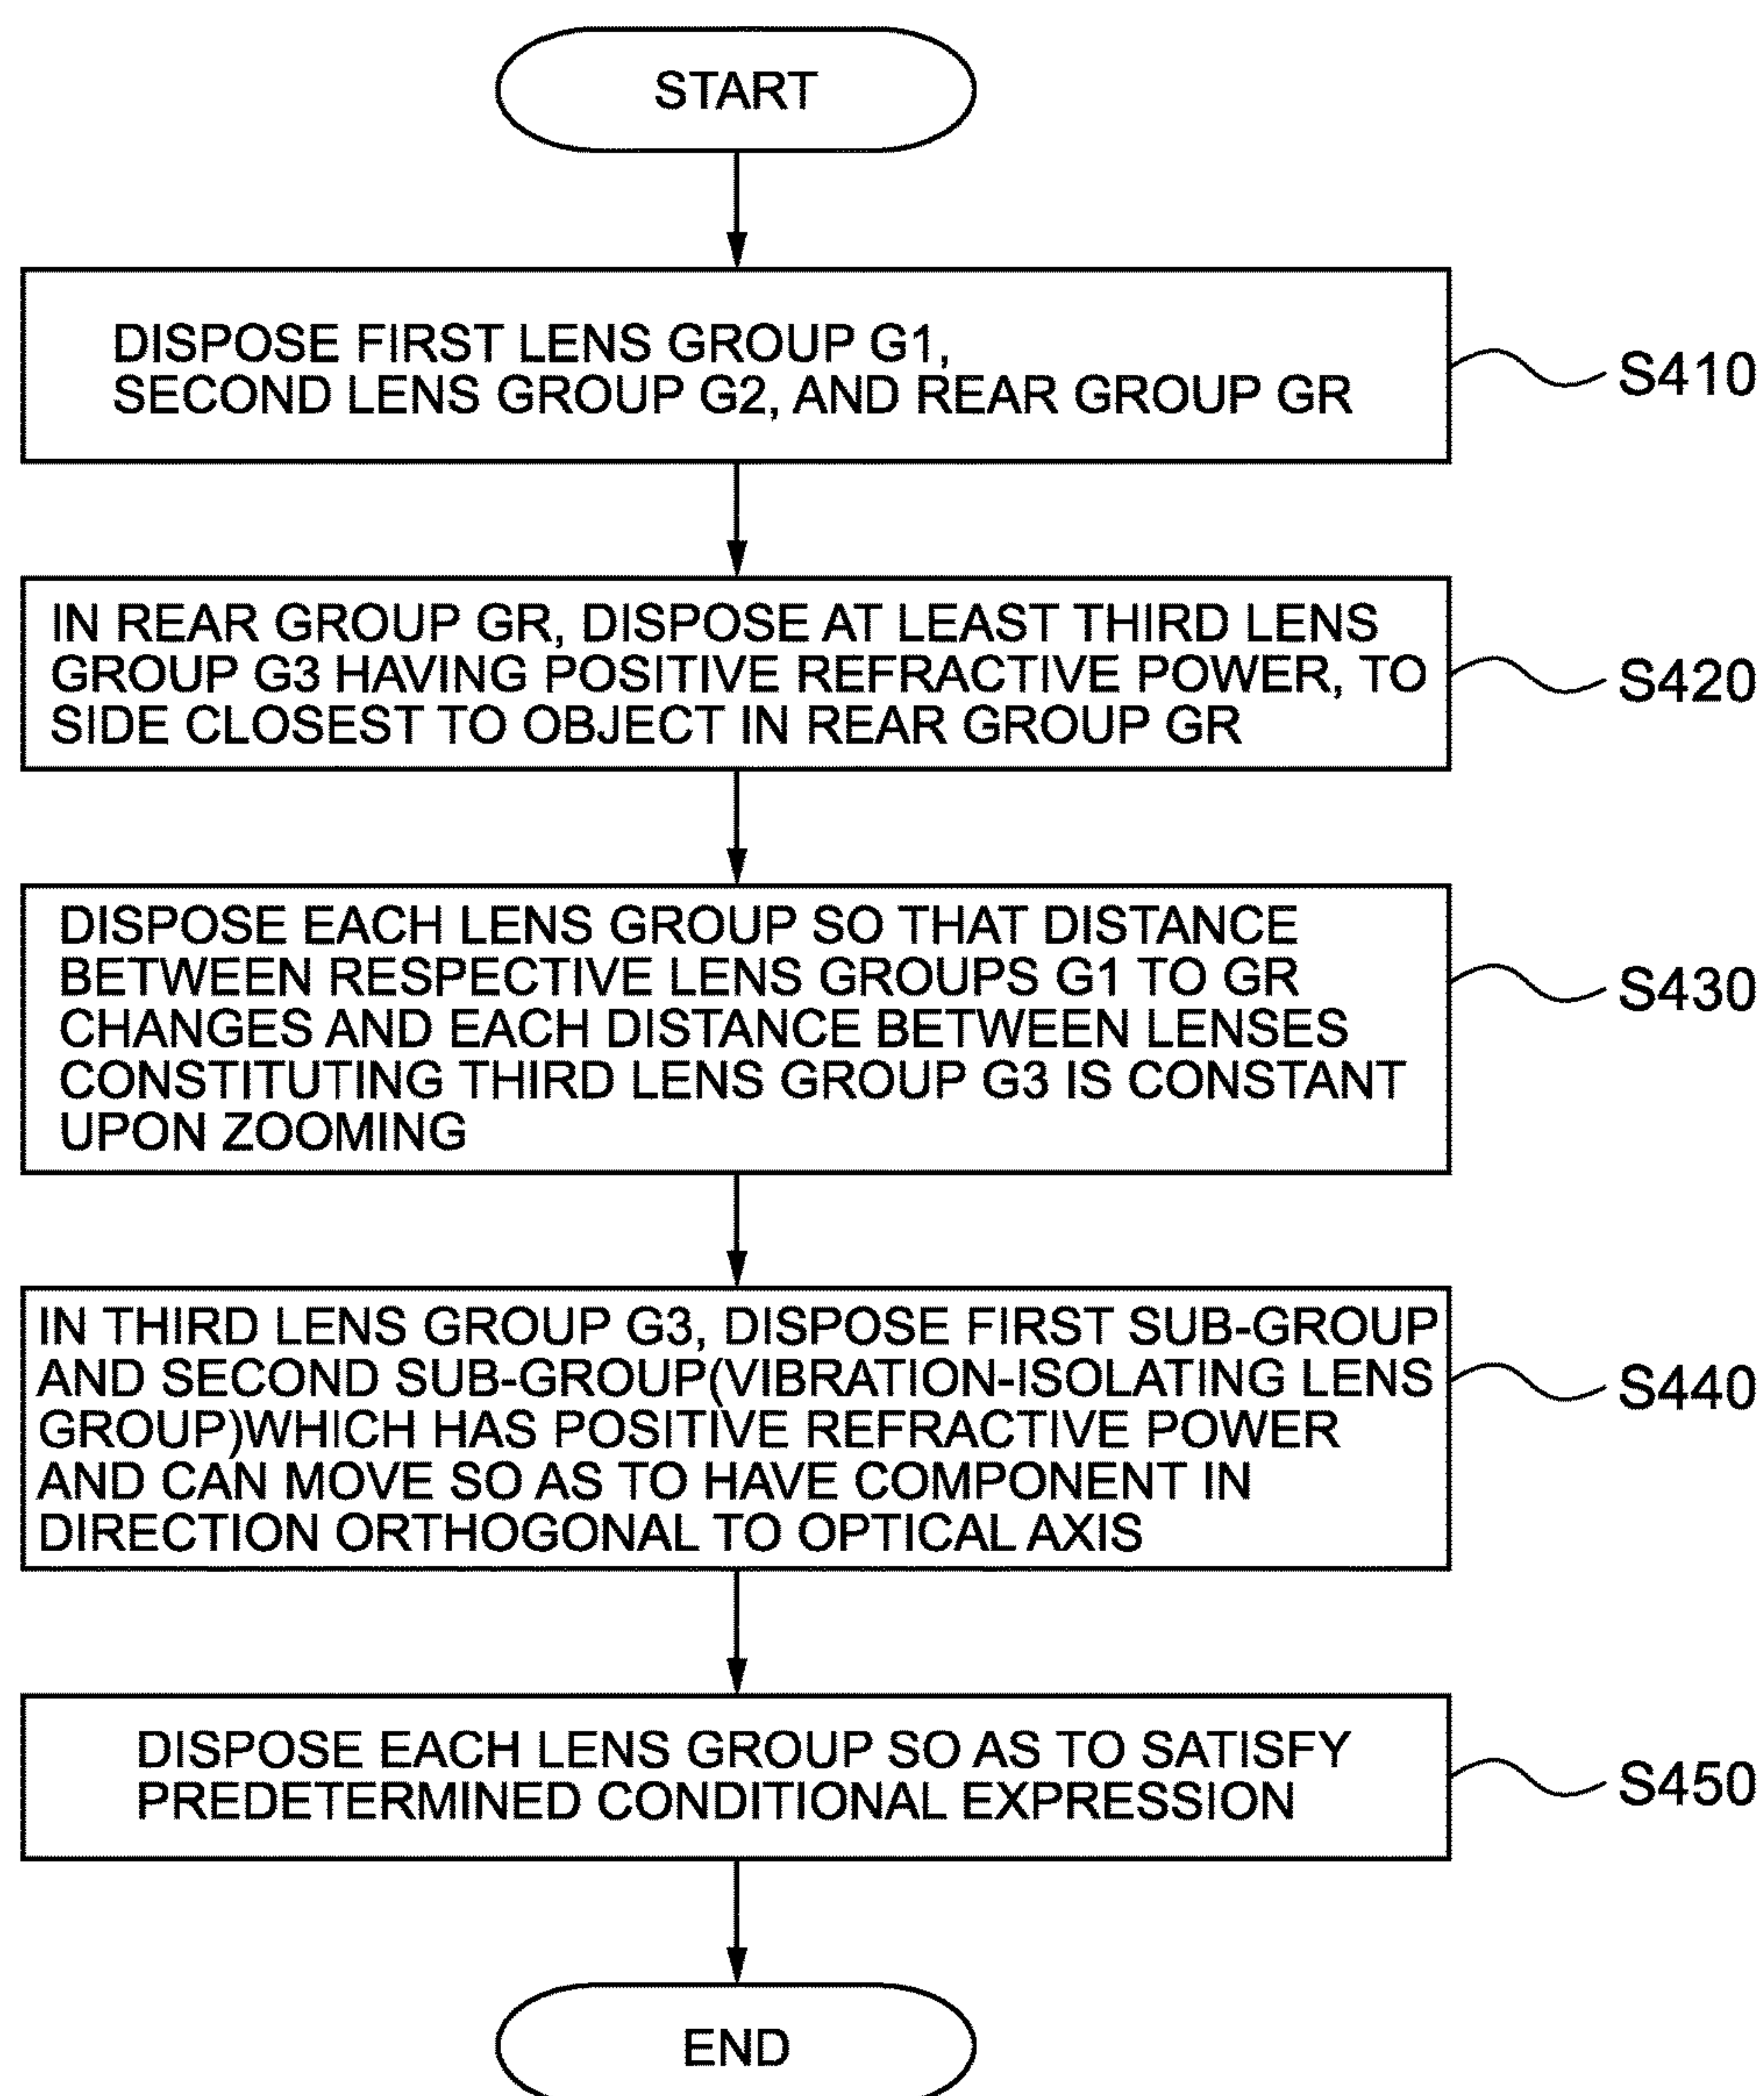 START
DISPOSE FIRST LENS GROUP G1,
SECOND LENS GROUP G2, AND REAR GROUP GR
S410
IN REAR GROUP GR, DISPOSE AT LEAST THIRD LENS
GROUP G3 HAVING POSITIVE REFRACTIVE POWER, TO
SIDE CLOSEST TO OBJECT IN REAR GROUP GR
S420
DISPOSE EACH LENS GROUP SO THAT DISTANCE
BETWEEN RESPECTIVE LENS GROUPS G1 TO GR
CHANGES AND EACH DISTANCE BETWEEN LENSES
CONSTITUTING THIRD LENS GROUP G3 IS CONSTANT
UPON ZOOMING
S430
IN THIRD LENS GROUP G3, DISPOSE FIRST SUB-GROUP
AND SECOND SUB-GROUP(VIBRATION-ISOLATING LENS
GROUP)WHICH HAS POSITIVE REFRACTIVE POWER
AND CAN MOVE SO AS TO HAVE COMPONENT IN
DIRECTION ORTHOGONAL TO OPTICAL AXIS
S440
DISPOSE EACH LENS GROUP SO AS TO SATISFY
PREDETERMINED CONDITIONAL EXPRESSION
S450
END